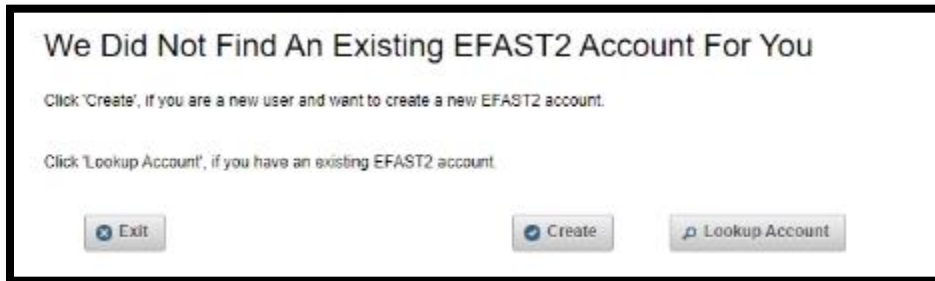 We Did Not Find An Existing EFAST2 Account For You
Click 'Create', if you are a new user and want to create a new EFAST2 account.
Click 'Lookup Account', if you have an existing EFAST2 account.
Exit
Create
Lookup Account